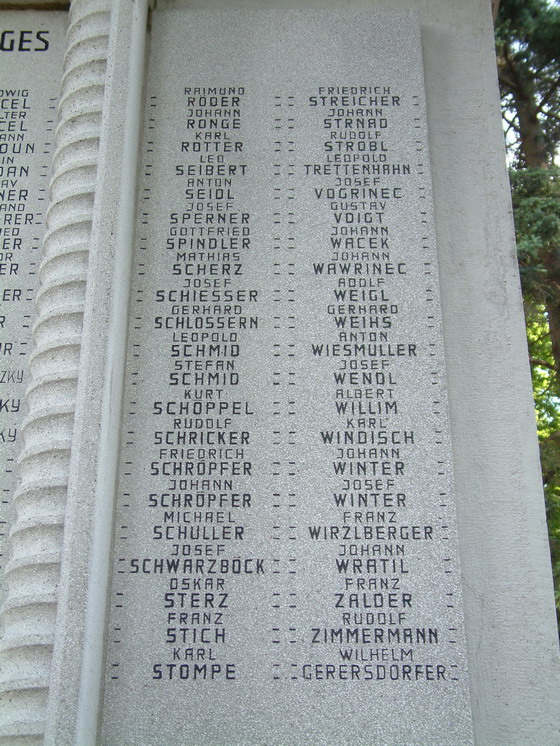 GES
RAIMUND
RODER
JOHANN
RONGE
KARL
ROTTER
LEO
SEIBERT
ANTON
SEIDL
JOSEF
SPERNER
GOTTFRIED
SPINDLER
MATHIAS
SCHERZ
JOSEF
SCHIESSER
GERHARD
SCHLOSSERN
LEOPOLD
SCHMID
STEFAN
SCHMID
KURT
SCHÖPPEL
RUDOLF
SCHRICKER
FRIEDRICH
SCHRÖPFER
JOHANN
SCHRÖPFER
MICHAEL
SCHULLER
JOSEF
SCHWARZBÖCK
OSKAR
STERZ
FRANZ
STICH
KARL
STOMPE
FRIEDRICH
STREICHER
JOHANN
STRNAD
RUDOLF
STROBL
LEOPOLD
TRETTENHAHN
JOSEF
VOGRINEC
GUSTAV
VOIGT
JOHANN
WACEK
JOHANN
WAWRINEC
ADOLF
WEIGL
GERHARD
WEIHS
ANTON
WIESMULLER
JOSEF
WENDL
ALBERT
WILLIM
KARL
WINDISCH
JOHANN
WINTER
JOSEF
WINTER
FRANZ
WIRZLBERGER
JOHANN
WRATIL
FRANZ
ZALDER
RUDOLF
ZIMMERMANN
WILHELM
GERERSDORFER